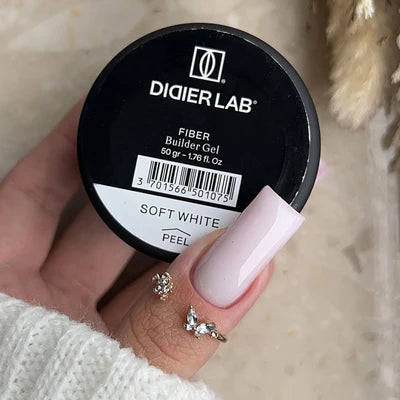 DIDIER LAB®
FIBER
Builder Gel
50 gr - 1.76 fl. Oz
3 701566 501075
SOFT WHITE
PEEL